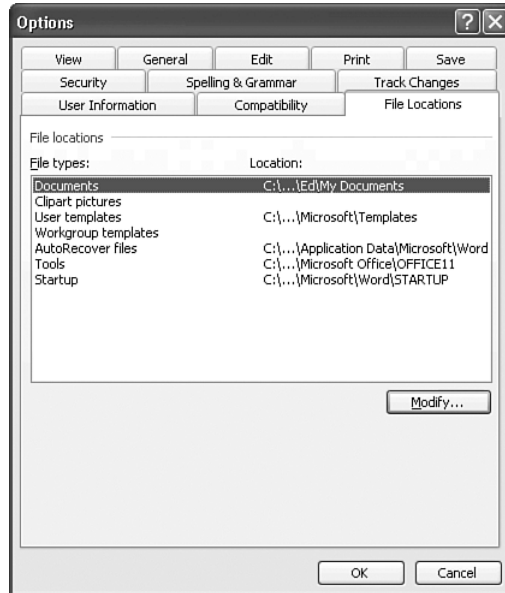 Options
View General Edit Print Save
Security Spelling & Grammar Track Changes
User Information Compatibility File Locations
File locations
File types: Location:
Documents C:\...\Ed\My Documents
Clipart pictures
User templates C:\...\Microsoft\Templates
Workgroup templates
AutoRecover files C:\...\Application Data\Microsoft\Word
Tools C:\...\Microsoft Office\OFFICE11
Startup C:\...\Microsoft\Word\STARTUP
Modify...
OK Cancel